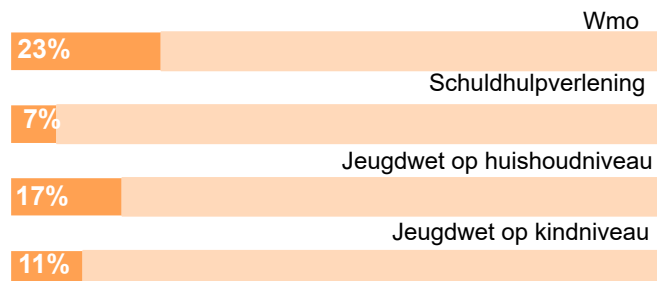 Wmo
23%
Schuldhulpverlening
7%
Jeugdwet op huishoudniveau
17%
Jeugdwet op kindniveau
11%